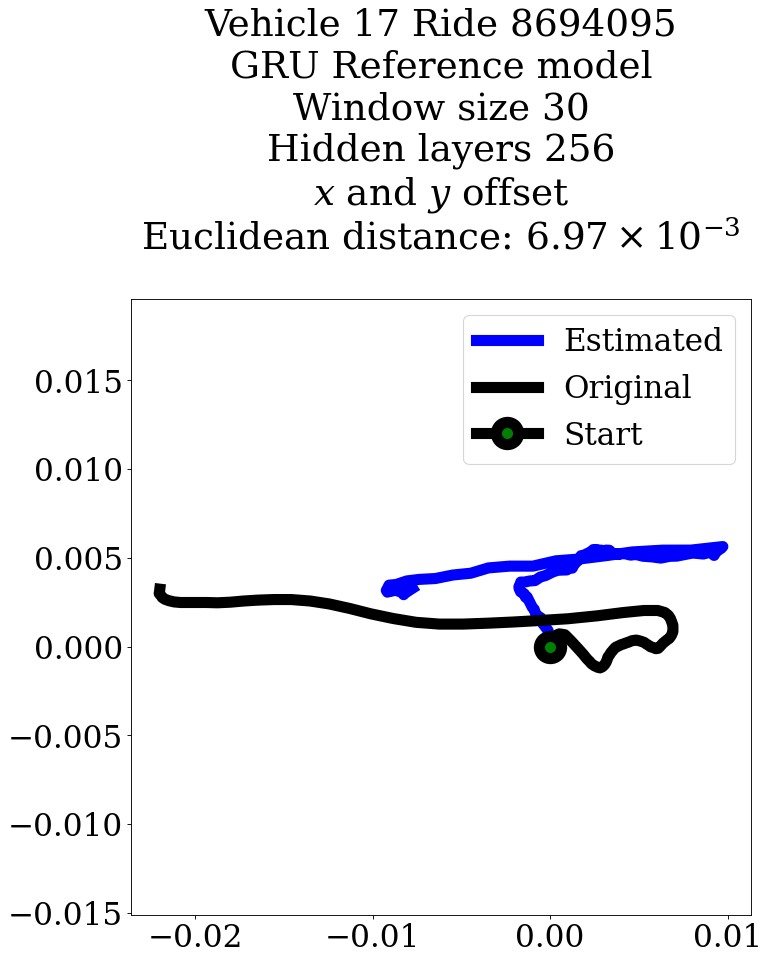 Vehicle 17 Ride 8694095
GRU Reference model
Window size 30
Hidden layers 256
x and y offset
Euclidean distance: 6.97 × 10⁻³
Estimated
Original
Start
0.015
0.010
0.005
0.000
−0.005
−0.010
−0.015
−0.02 −0.01 0.00 0.01